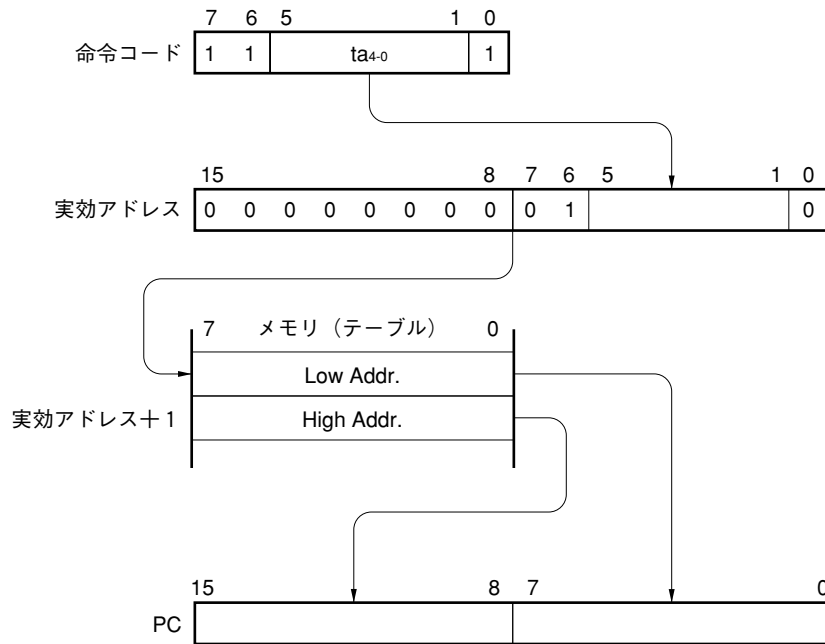 7 6 5 1 0
命令コード 1 1 ta4-0 1
15 8 7 6 5 1 0
実効アドレス 0 0 0 0 0 0 0 0 0 1 0
7 メモリ（テーブル） 0
Low Addr.
実効アドレス＋1 High Addr.
15 8 7 0
PC